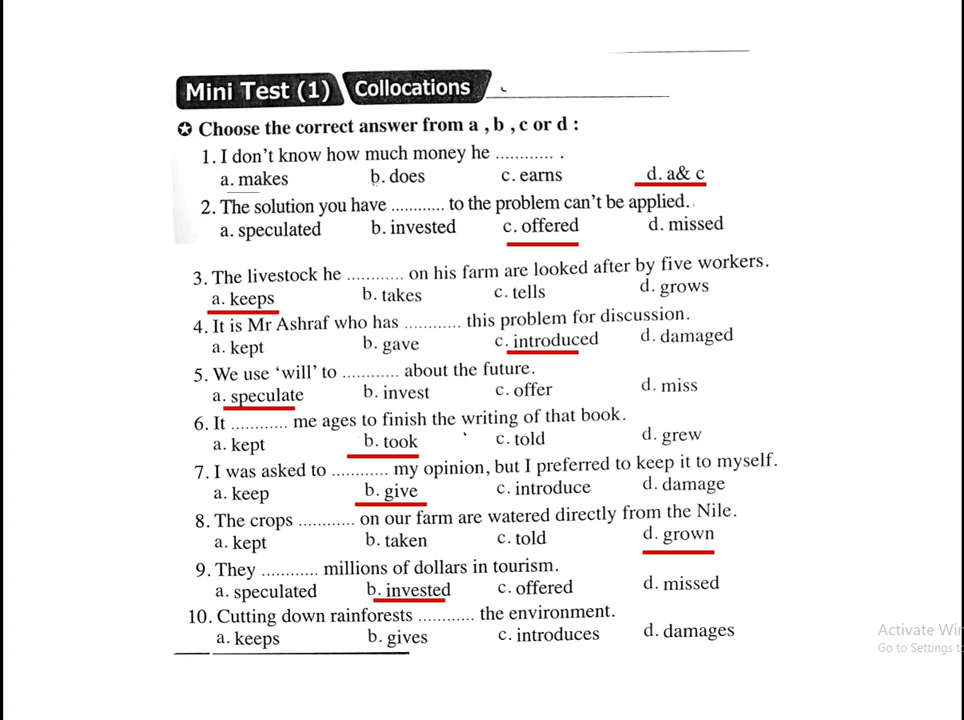 Mini Test (1) Collocations
✪ Choose the correct answer from a , b , c or d :
1. I don't know how much money he ............ .
a. makes b. does c. earns d. a& c
2. The solution you have ........... to the problem can't be applied.
a. speculated b. invested c. offered d. missed
3. The livestock he ............ on his farm are looked after by five workers.
a. keeps b. takes c. tells d. grows
4. It is Mr Ashraf who has ............ this problem for discussion.
a. kept b. gave c. introduced d. damaged
5. We use 'will' to ............ about the future.
a. speculate b. invest c. offer d. miss
6. It ............ me ages to finish the writing of that book.
a. kept b. took c. told d. grew
7. I was asked to ............ my opinion, but I preferred to keep it to myself.
a. keep b. give c. introduce d. damage
8. The crops ............ on our farm are watered directly from the Nile.
a. kept b. taken c. told d. grown
9. They ............ millions of dollars in tourism.
a. speculated b. invested c. offered d. missed
10. Cutting down rainforests ............ the environment.
a. keeps b. gives c. introduces d. damages
Activate Win
Go to Settings t